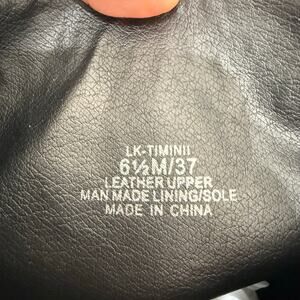 LK-TIMINII
6½M/37
LEATHER UPPER
MAN MADE LINING/SOLE
MADE IN CHINA